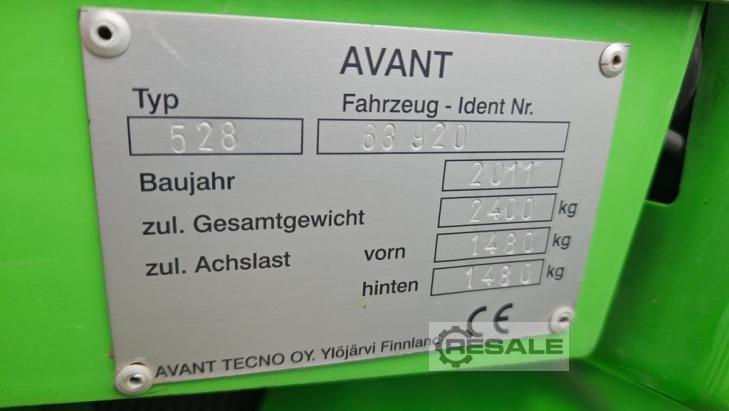 AVANT
Typ Fahrzeug - Ident Nr.
528 63 920
Baujahr 2011
zul. Gesamtgewicht 2400 kg
zul. Achslast vorn 1480 kg
hinten 1480 kg
CE
AVANT TECNO OY. Ylöjärvi Finnland
RESALE